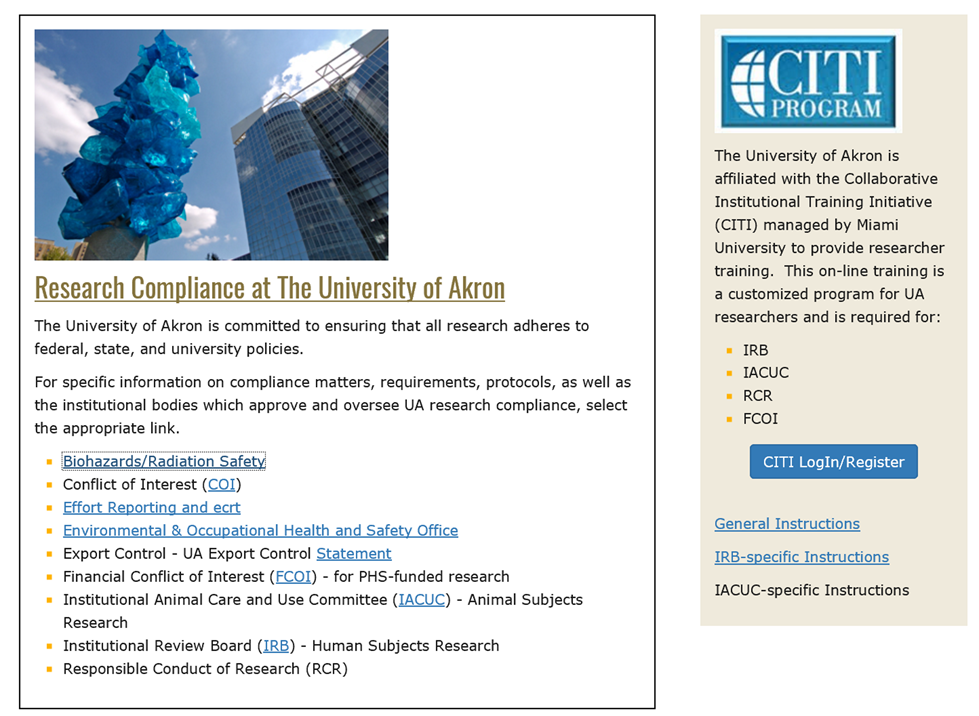 Research Compliance at The University of Akron
The University of Akron is committed to ensuring that all research adheres to
federal, state, and university policies.
For specific information on compliance matters, requirements, protocols, as well as
the institutional bodies which approve and oversee UA research compliance, select
the appropriate link.
Biohazards/Radiation Safety
Conflict of Interest (COI)
Effort Reporting and ecrt
Environmental & Occupational Health and Safety Office
Export Control - UA Export Control Statement
Financial Conflict of Interest (FCOI) - for PHS-funded research
Institutional Animal Care and Use Committee (IACUC) - Animal Subjects
Research
Institutional Review Board (IRB) - Human Subjects Research
Responsible Conduct of Research (RCR)
CITI
PROGRAM
The University of Akron is
affiliated with the Collaborative
Institutional Training Initiative
(CITI) managed by Miami
University to provide researcher
training.  This on-line training is
a customized program for UA
researchers and is required for:
IRB
IACUC
RCR
FCOI
CITI LogIn/Register
General Instructions
IRB-specific Instructions
IACUC-specific Instructions